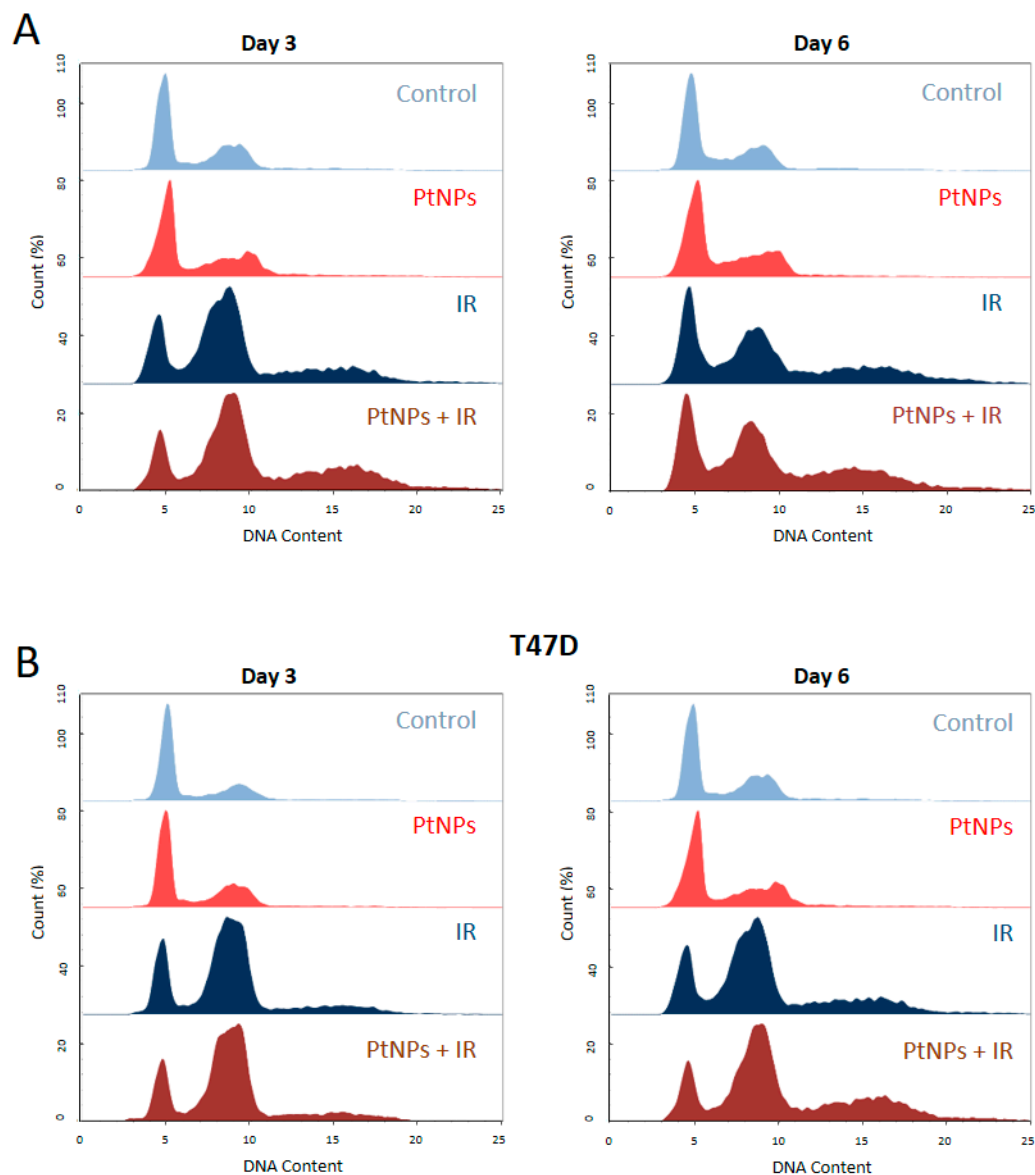 A
Day 3
Day 6
110
100
80
60
40
20
0
Count (%)
Control
PtNPs
IR
PtNPs + IR
0 5 10 15 20 25
DNA Content
110
100
80
60
40
20
0
Count (%)
Control
PtNPs
IR
PtNPs + IR
0 5 10 15 20 25
DNA Content
T47D
B
Day 3
Day 6
110
100
80
60
40
20
0
Count (%)
Control
PtNPs
IR
PtNPs + IR
0 5 10 15 20 25
DNA Content
110
100
80
60
40
20
0
Count (%)
Control
PtNPs
IR
PtNPs + IR
0 5 10 15 20 25
DNA Content